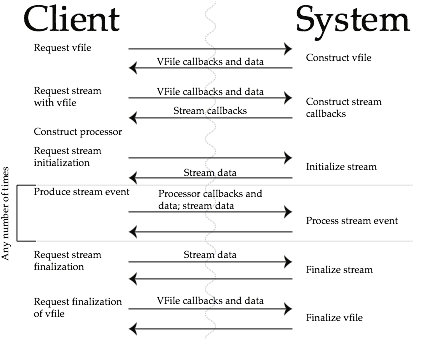 Client System
Request vfile
VFile callbacks and data
Construct vfile
Request stream
with vfile
VFile callbacks and data
Stream callbacks
Construct stream
callbacks
Construct processor
Request stream
initialization
Stream data
Initialize stream
Any number of times
Produce stream event
Processor callbacks and
data; stream data
Process stream event
Request stream
finalization
Stream data
Finalize stream
Request finalization
of vfile
VFile callbacks and data
Finalize vfile